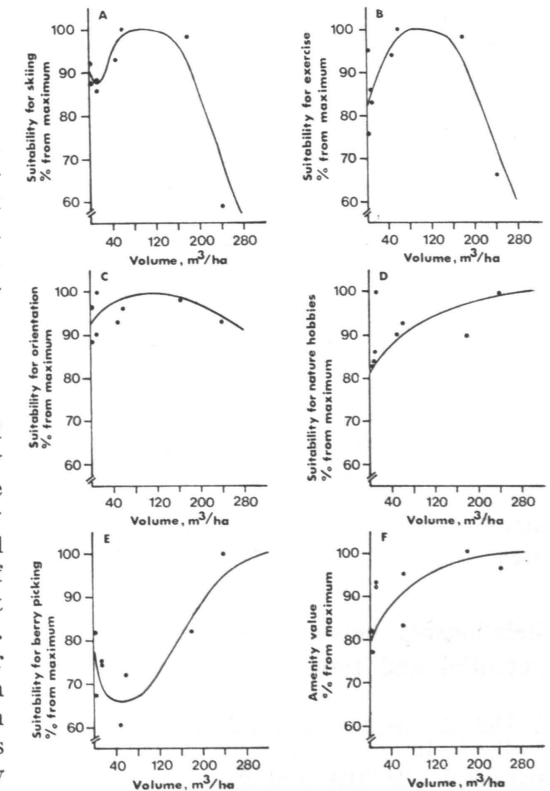 A
Suitability for skiing
% from maximum
100
90
80
70
60
40 120 200 280
Volume, m³/ha
B
Suitability for exercise
% from maximum
100
90
80
70
60
40 120 200 280
Volume, m³/ha
C
Suitability for orientation
% from maximum
100
90
80
70
60
40 120 200 280
Volume, m³/ha
D
Suitability for nature hobbies
% from maximum
100
90
80
70
60
40 120 200 280
Volume, m³/ha
E
Suitability for berry picking
% from maximum
100
90
80
70
60
40 120 200 280
Volume, m³/ha
F
Amenity value
% from maximum
100
90
80
70
60
40 120 200 280
Volume, m³/ha